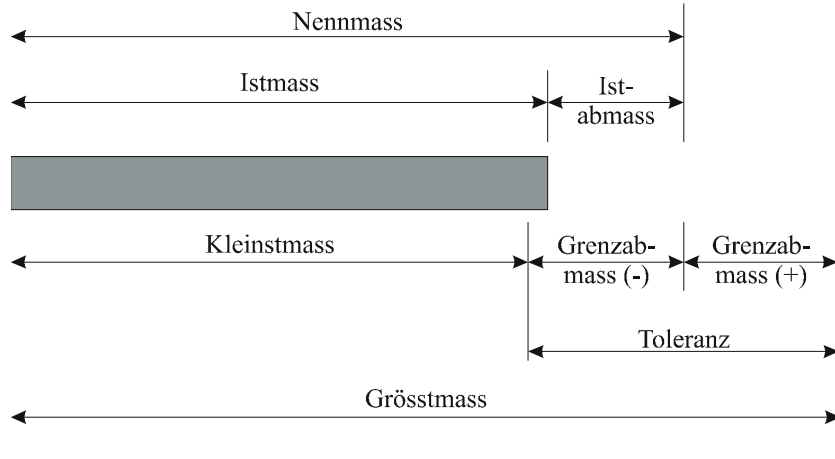 Nennmass
Istmass
Ist-
abmass
Kleinstmass
Grenzab-
mass (-)
Grenzab-
mass (+)
Toleranz
Grösstmass